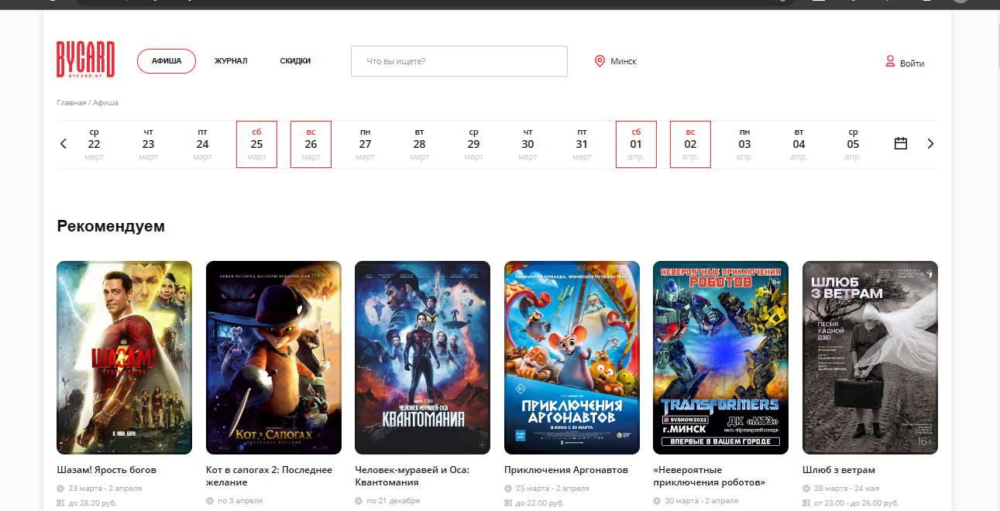 BYCARD
BYCARD.BY
АФИША
ЖУРНАЛ
СКИДКИ
Что вы ищете?
Минск
Войти
Главная / Афиша
ср чт пт сб вс пн вт ср чт пт сб вс пн вт ср
22 23 24 25 26 27 28 29 30 31 01 02 03 04 05
март март март март март март март март март март апр. апр. апр. апр. апр.
Рекомендуем
DC
ШАЗАМ!
ЯРОСТЬ БОГОВ
Я. МОИ. БОГИ
НОВАЯ ИСТОРИЯ, КОТОРУЮ ПОДАРИЛ НАМ
КОТ В САПОГАХ
ПОСЛЕДНЕЕ ЖЕЛАНИЕ
ЧЕЛОВЕК-МУРАВЕЙ И ОСА
КВАНТОМАНИЯ
НЕОБЫЧНАЯ КОМАНДА. ЭПИЧЕСКОЕ ПУТЕШЕСТВИЕ.
6+
ПРИКЛЮЧЕНИЯ
АРГОНАВТОВ
В КИНО С 30 МАРТА
НЕВЕРОЯТНЫЕ ПРИКЛЮЧЕНИЯ
РОБОТОВ
TRANSFORMERS
SVSHOW2022
г.МИНСК
ДК «МТЗ»
ВПЕРВЫЕ В ВАШЕМ ГОРОДЕ
ШЛЮБ
З ВЕТРАМ
ПЕСНЯ
Ў АДНОЙ
ДЗЕІ
16+
Шазам! Ярость богов
23 марта - 2 апреля
до 28.20 руб.
Кот в сапогах 2: Последнее
желание
по 3 апреля
Человек-муравей и Оса:
Квантомания
по 21 декабря
Приключения Аргонавтов
25 марта - 2 апреля
до 22.00 руб.
«Невероятные
приключения роботов»
30 марта - 2 апреля
Шлюб з ветрам
28 марта - 24 мая
от 23.00 - до 26.00 руб.